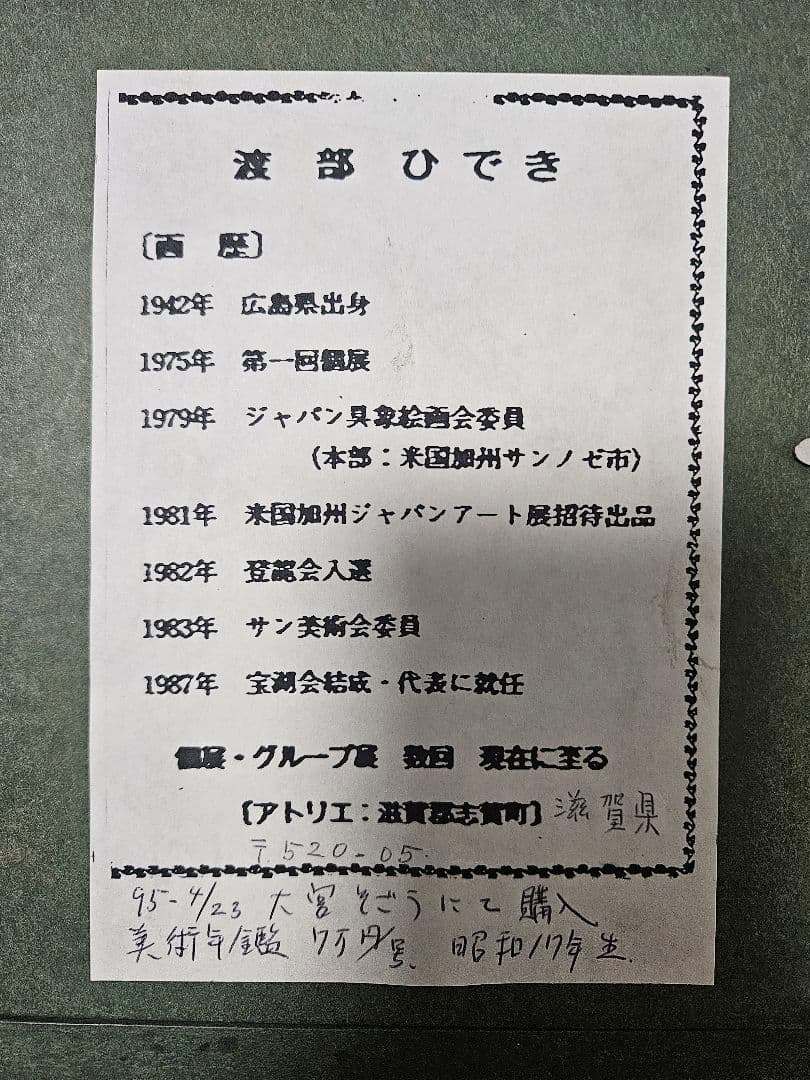 渡部ひでき
〔画歴〕
1942年 広島県出身
1975年 第一回個展
1979年 ジャパン具象絵画会委員
（本部：米国加州サンノゼ市）
1981年 米国加州ジャパンアート展招待出品
1982年 登龍会入選
1983年 サン美術会委員
1987年 宝湖会結成・代表に就任
個展・グループ展 数回 現在に至る
〔アトリエ：滋賀郡志賀町〕滋賀県
〒520-05.
95-4/23 大宮そごうにて購入
美術年鑑 7万円/号、昭和17年生.